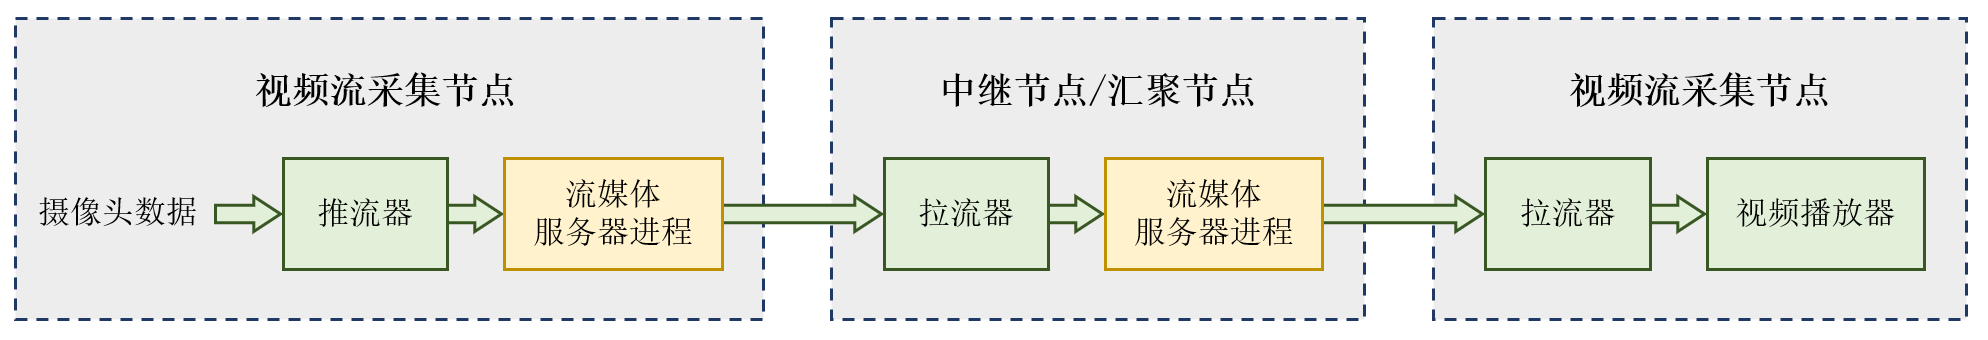 视频流采集节点
摄像头数据
推流器
流媒体
服务器进程
中继节点/汇聚节点
拉流器
流媒体
服务器进程
视频流采集节点
拉流器
视频播放器